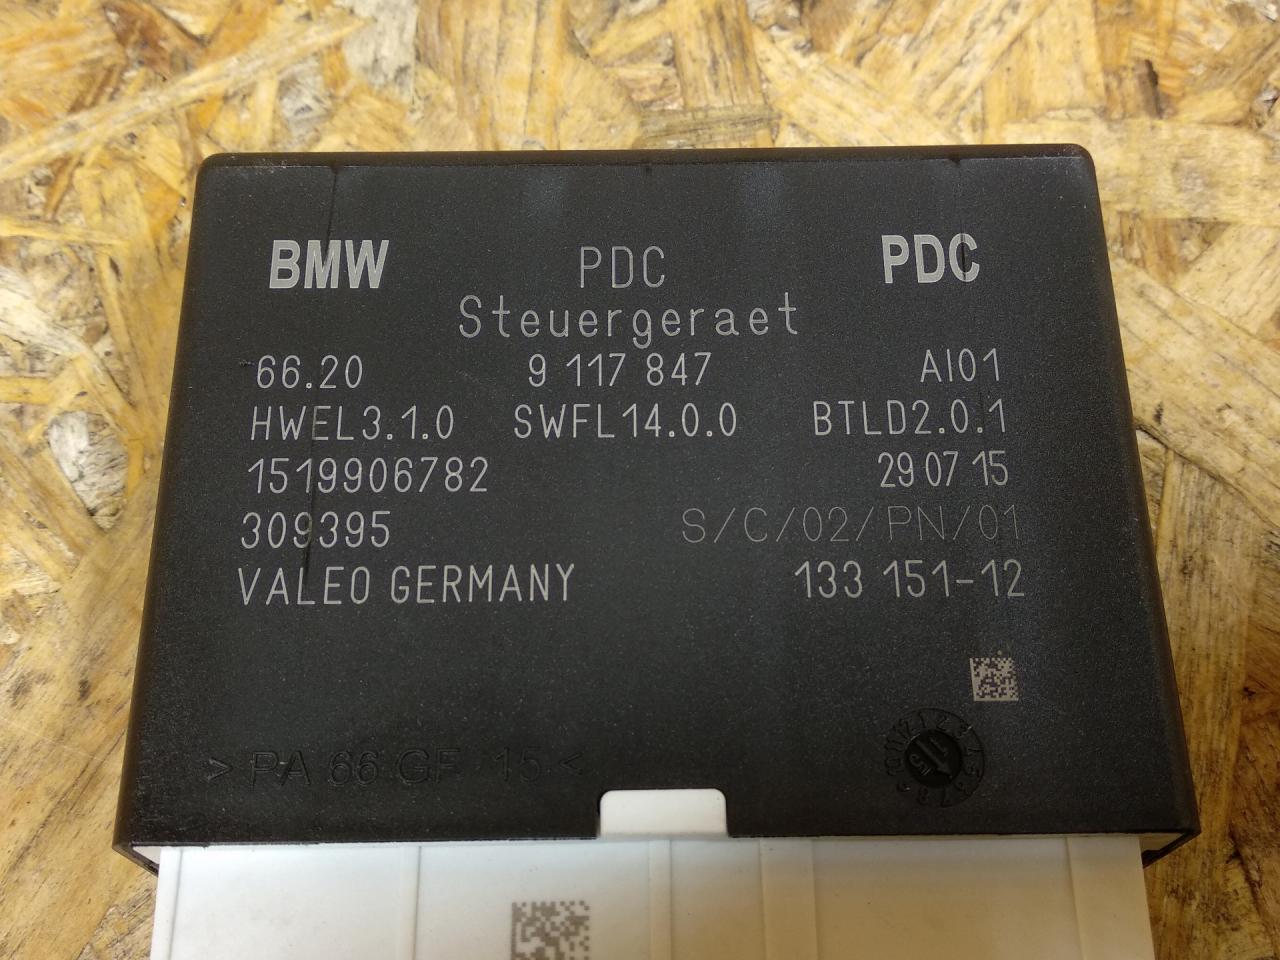 BMW PDC PDC
Steuergeraet
66.20 9 117 847 AI01
HWEL3.1.0 SWFL14.0.0 BTLD2.0.1
1519906782 29 07 15
309395 S/C/02/PN/01
VALEO GERMANY 133 151-12
> PA 66 GF 15 <